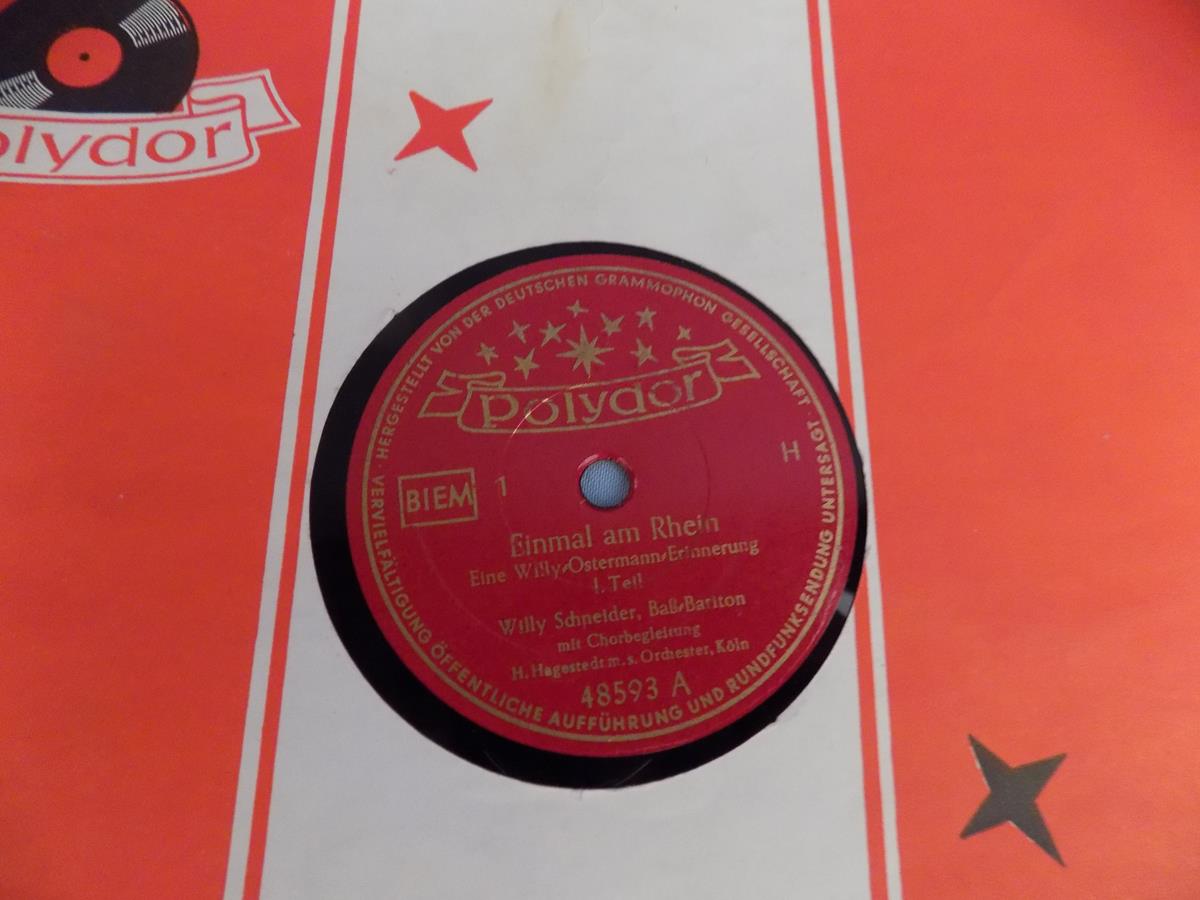 olydor
HERGESTELLT VON DER DEUTSCHEN GRAMMOPHON GESELLSCHAFT · VERVIELFÄLTIGUNG ÖFFENTLICHE AUFFÜHRUNG UND RUNDFUNKSENDUNG UNTERSAGT ·
Polydor
H
BIEM 1
Einmal am Rhein
Eine Willy-Ostermann-Erinnerung
I. Teil
Willy Schneider, Baß-Bariton
mit Chorbegleitung
H. Hagestedt m. s. Orchester, Köln
48593 A